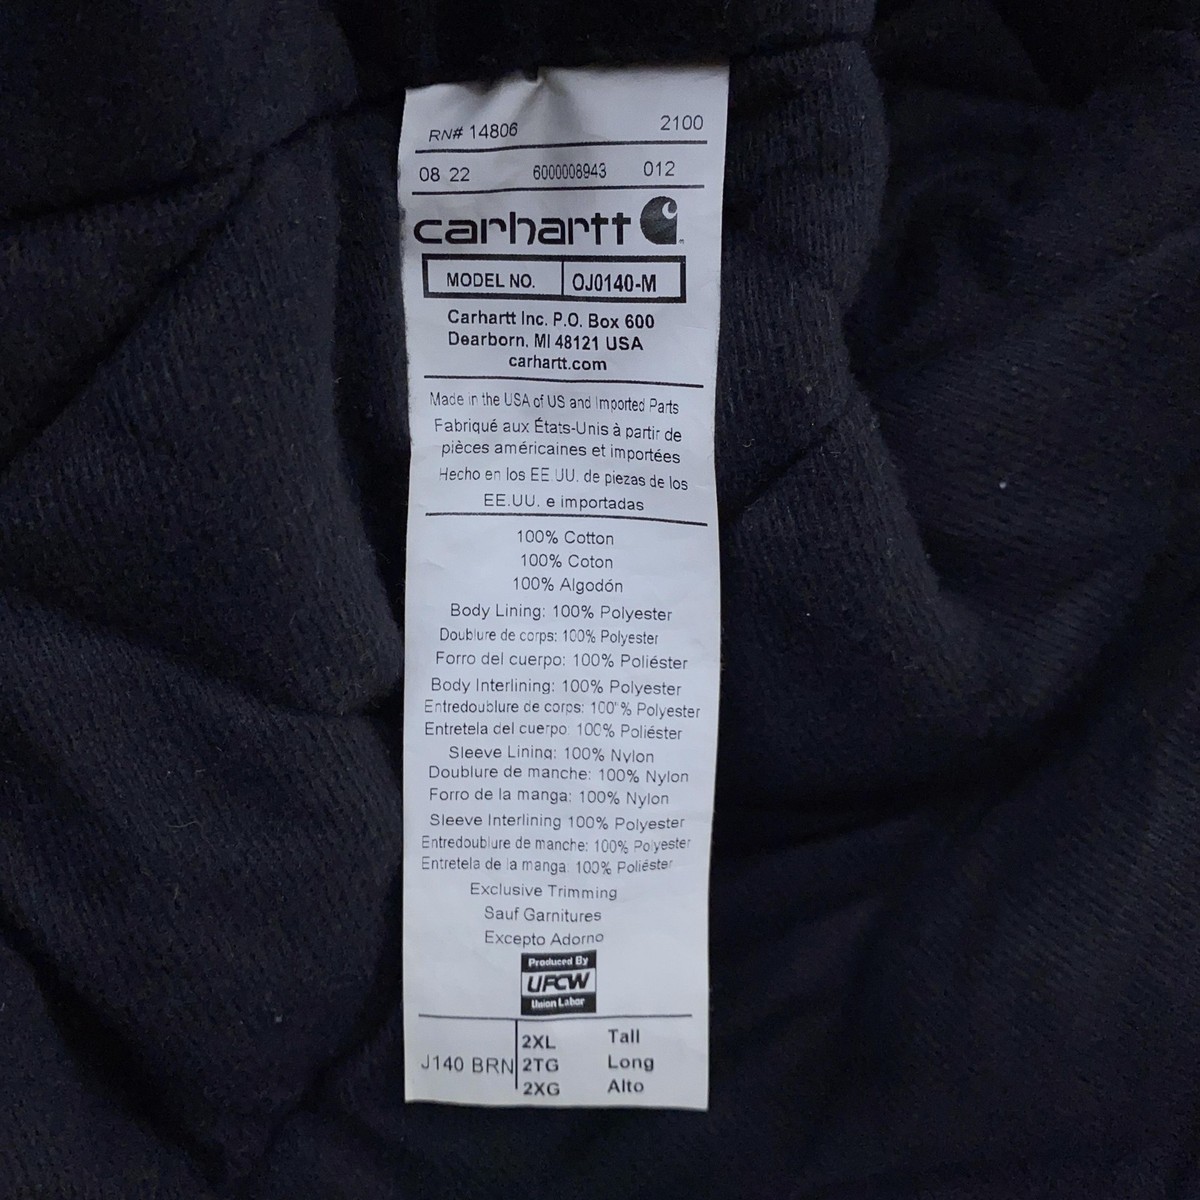 RN# 14806 2100
08 22 6000008943 012
carhartt
MODEL NO. OJ0140-M
Carhartt Inc. P.O. Box 600
Dearborn, MI 48121 USA
carhartt.com
Made in the USA of US and Imported Parts
Fabriqué aux États-Unis à partir de
pièces américaines et importées
Hecho en los EE.UU. de piezas de los
EE.UU. e importadas
100% Cotton
100% Coton
100% Algodón
Body Lining: 100% Polyester
Doublure de corps: 100% Polyester
Forro del cuerpo: 100% Poliéster
Body Interlining: 100% Polyester
Entredoublure de corps: 100% Polyester
Entretela del cuerpo: 100% Poliéster
Sleeve Lining: 100% Nylon
Doublure de manche: 100% Nylon
Forro de la manga: 100% Nylon
Sleeve Interlining 100% Polyester
Entredoublure de manche: 100% Polyester
Entretela de la manga: 100% Poliéster
Exclusive Trimming
Sauf Garnitures
Excepto Adorno
Produced By
UFCW
Union Labor
2XL Tall
J140 BRN 2TG Long
2XG Alto